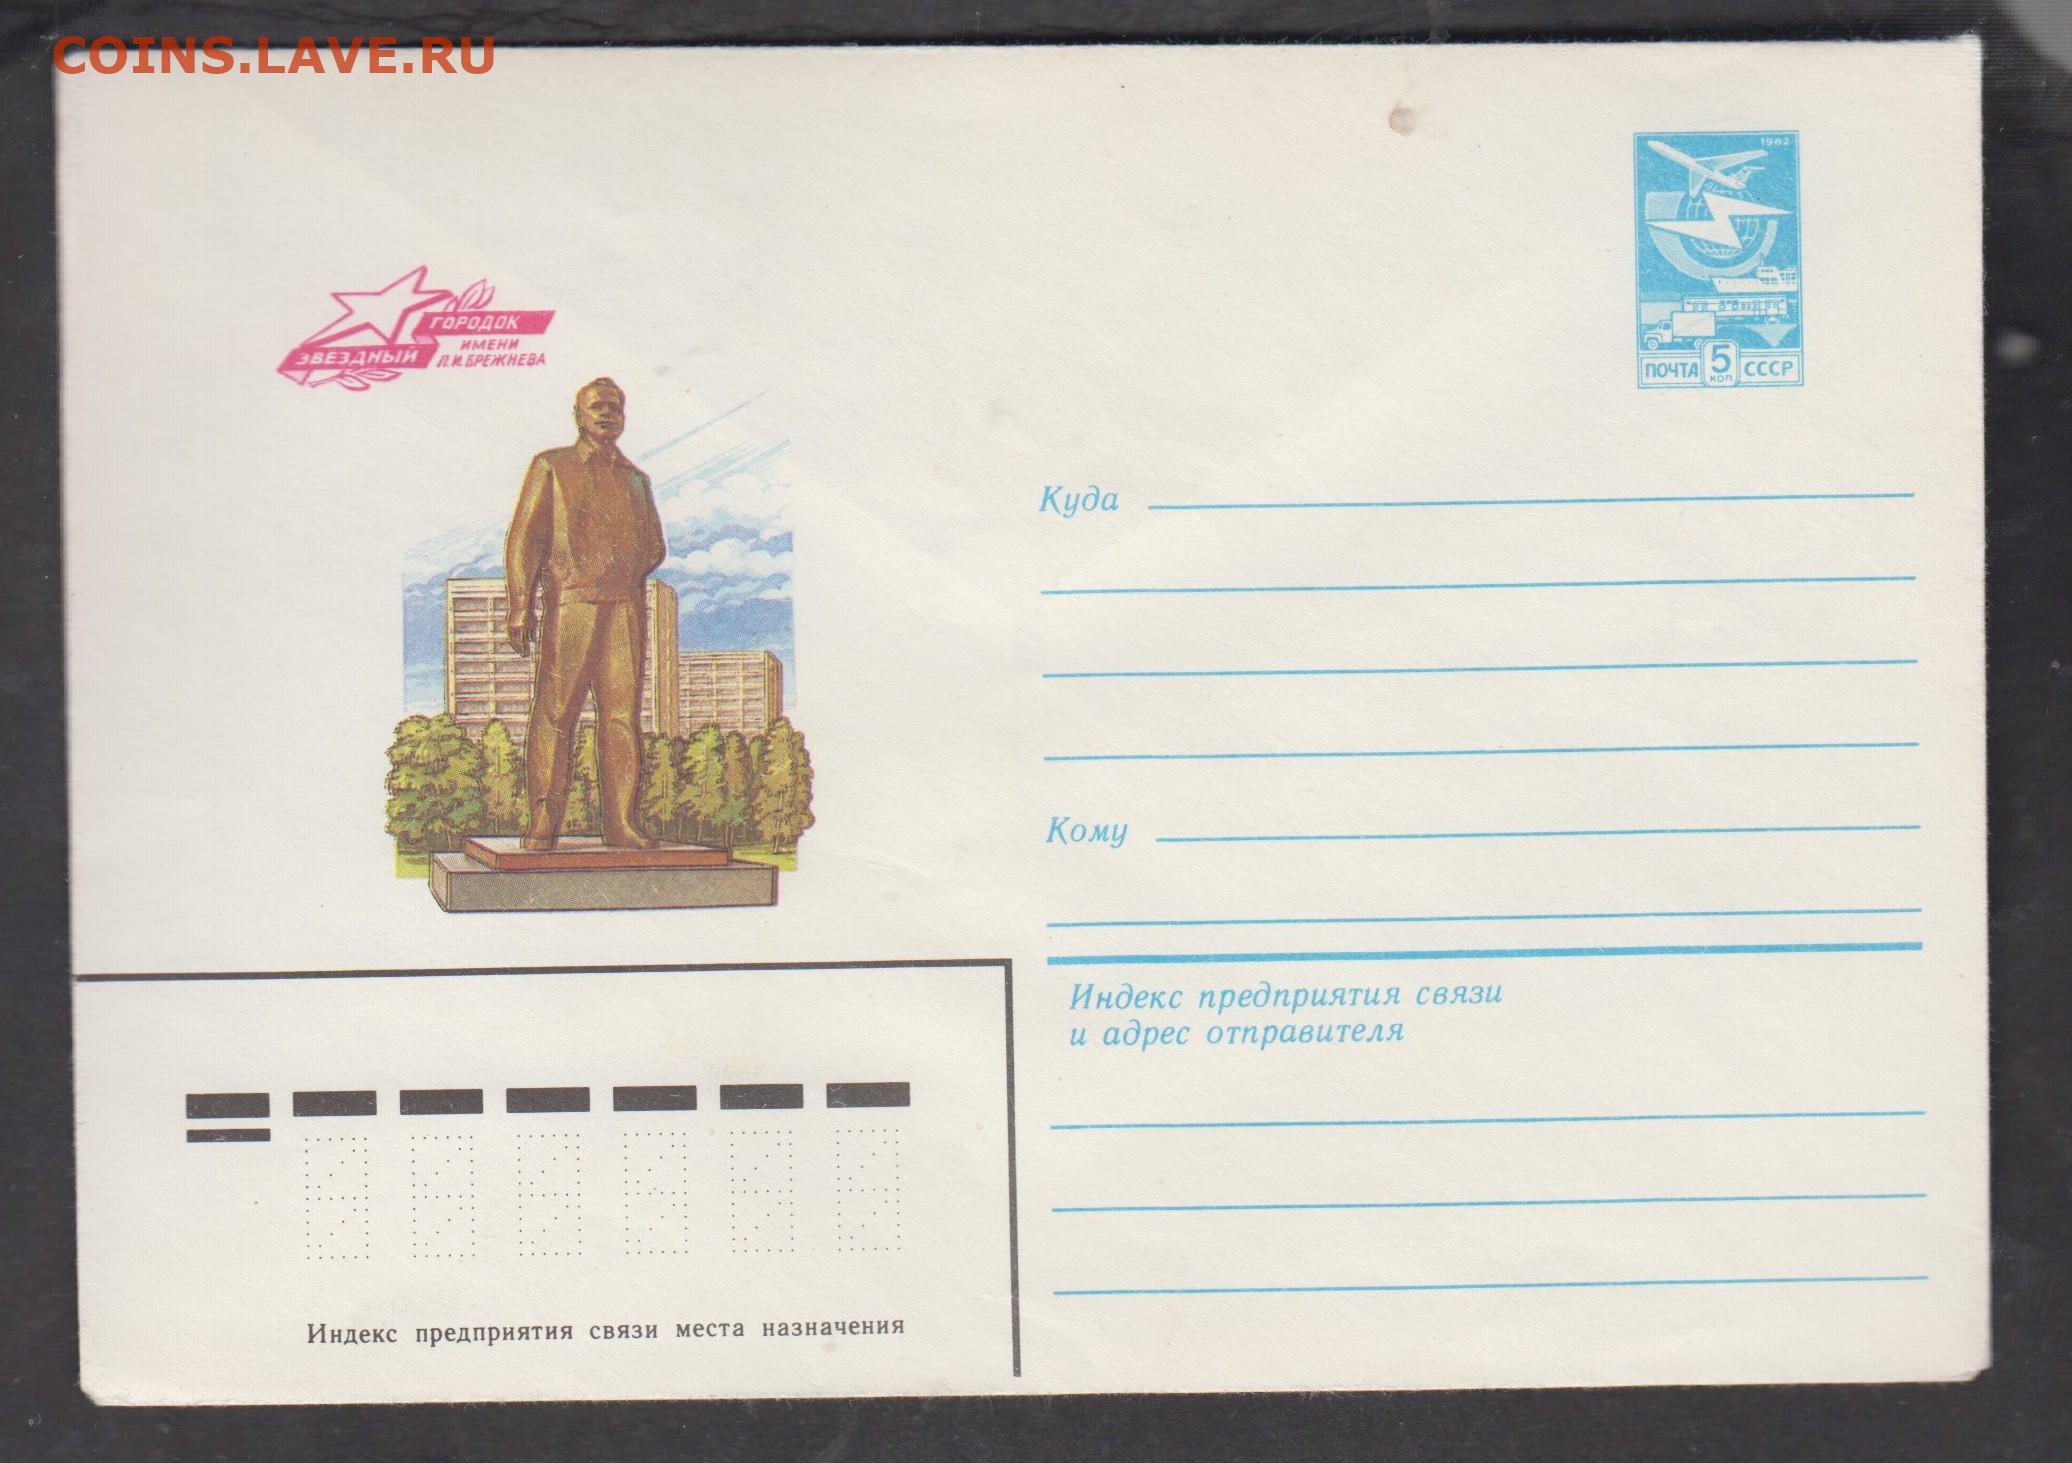 COINS.LAVE.RU
1982
ПОЧТА 5 КОП СССР
ГОРОДОК
ЗВЕЗДНЫЙ
ИМЕНИ
Л.И.БРЕЖНЕВА
Куда
Кому
Индекс предприятия связи
и адрес отправителя
Индекс предприятия связи места назначения